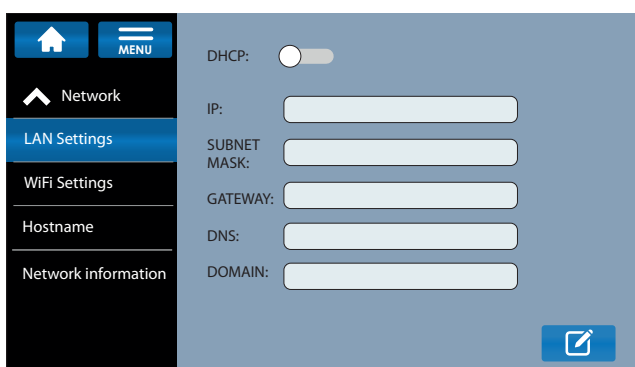 MENU
Network
LAN Settings
WiFi Settings
Hostname
Network information
DHCP:
IP:
SUBNET
MASK:
GATEWAY:
DNS:
DOMAIN: